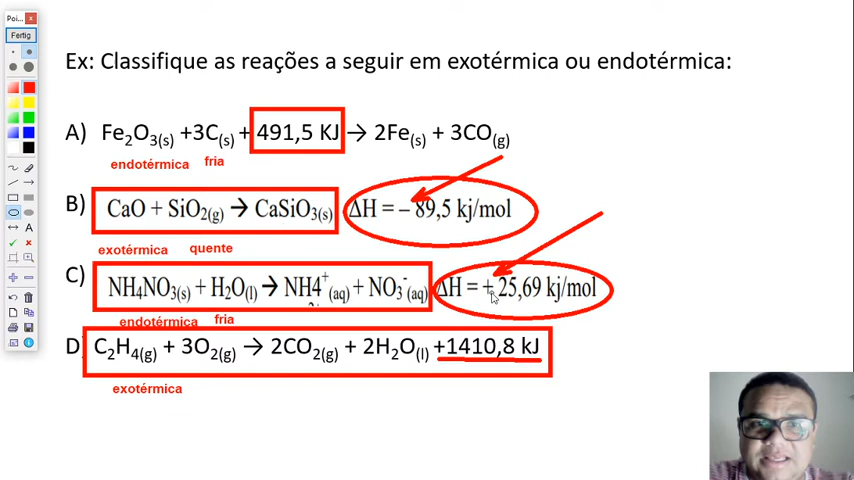 Poi...
Fertig
Ex: Classifique as reações a seguir em exotérmica ou endotérmica:
A) Fe2O3(s) +3C(s) + 491,5 KJ → 2Fe(s) + 3CO(g)
endotérmica fria
B) CaO + SiO2(g) → CaSiO3(s) ΔH = – 89,5 kj/mol
exotérmica quente
C) NH4NO3(s) + H2O(l) → NH4+(aq) + NO3-(aq) ΔH = + 25,69 kj/mol
endotérmica fria
D) C2H4(g) + 3O2(g) → 2CO2(g) + 2H2O(l) +1410,8 kJ
exotérmica